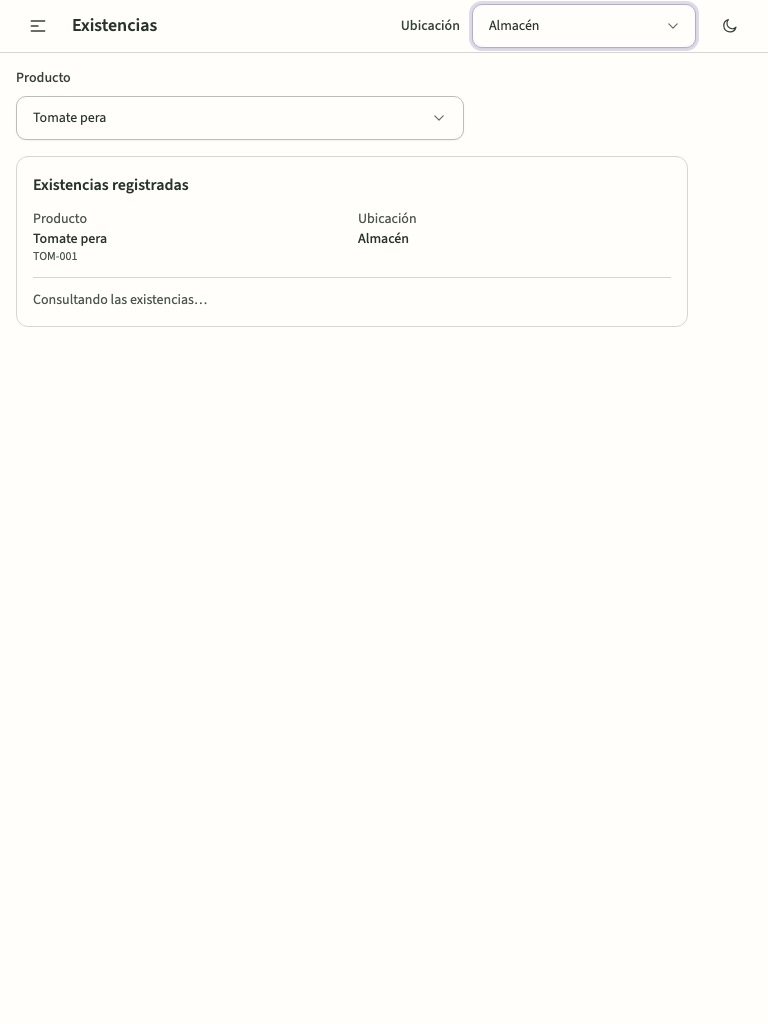 Existencias
Ubicación
Almacén
Producto
Tomate pera
Existencias registradas
Producto
Tomate pera
TOM-001
Ubicación
Almacén
Consultando las existencias…